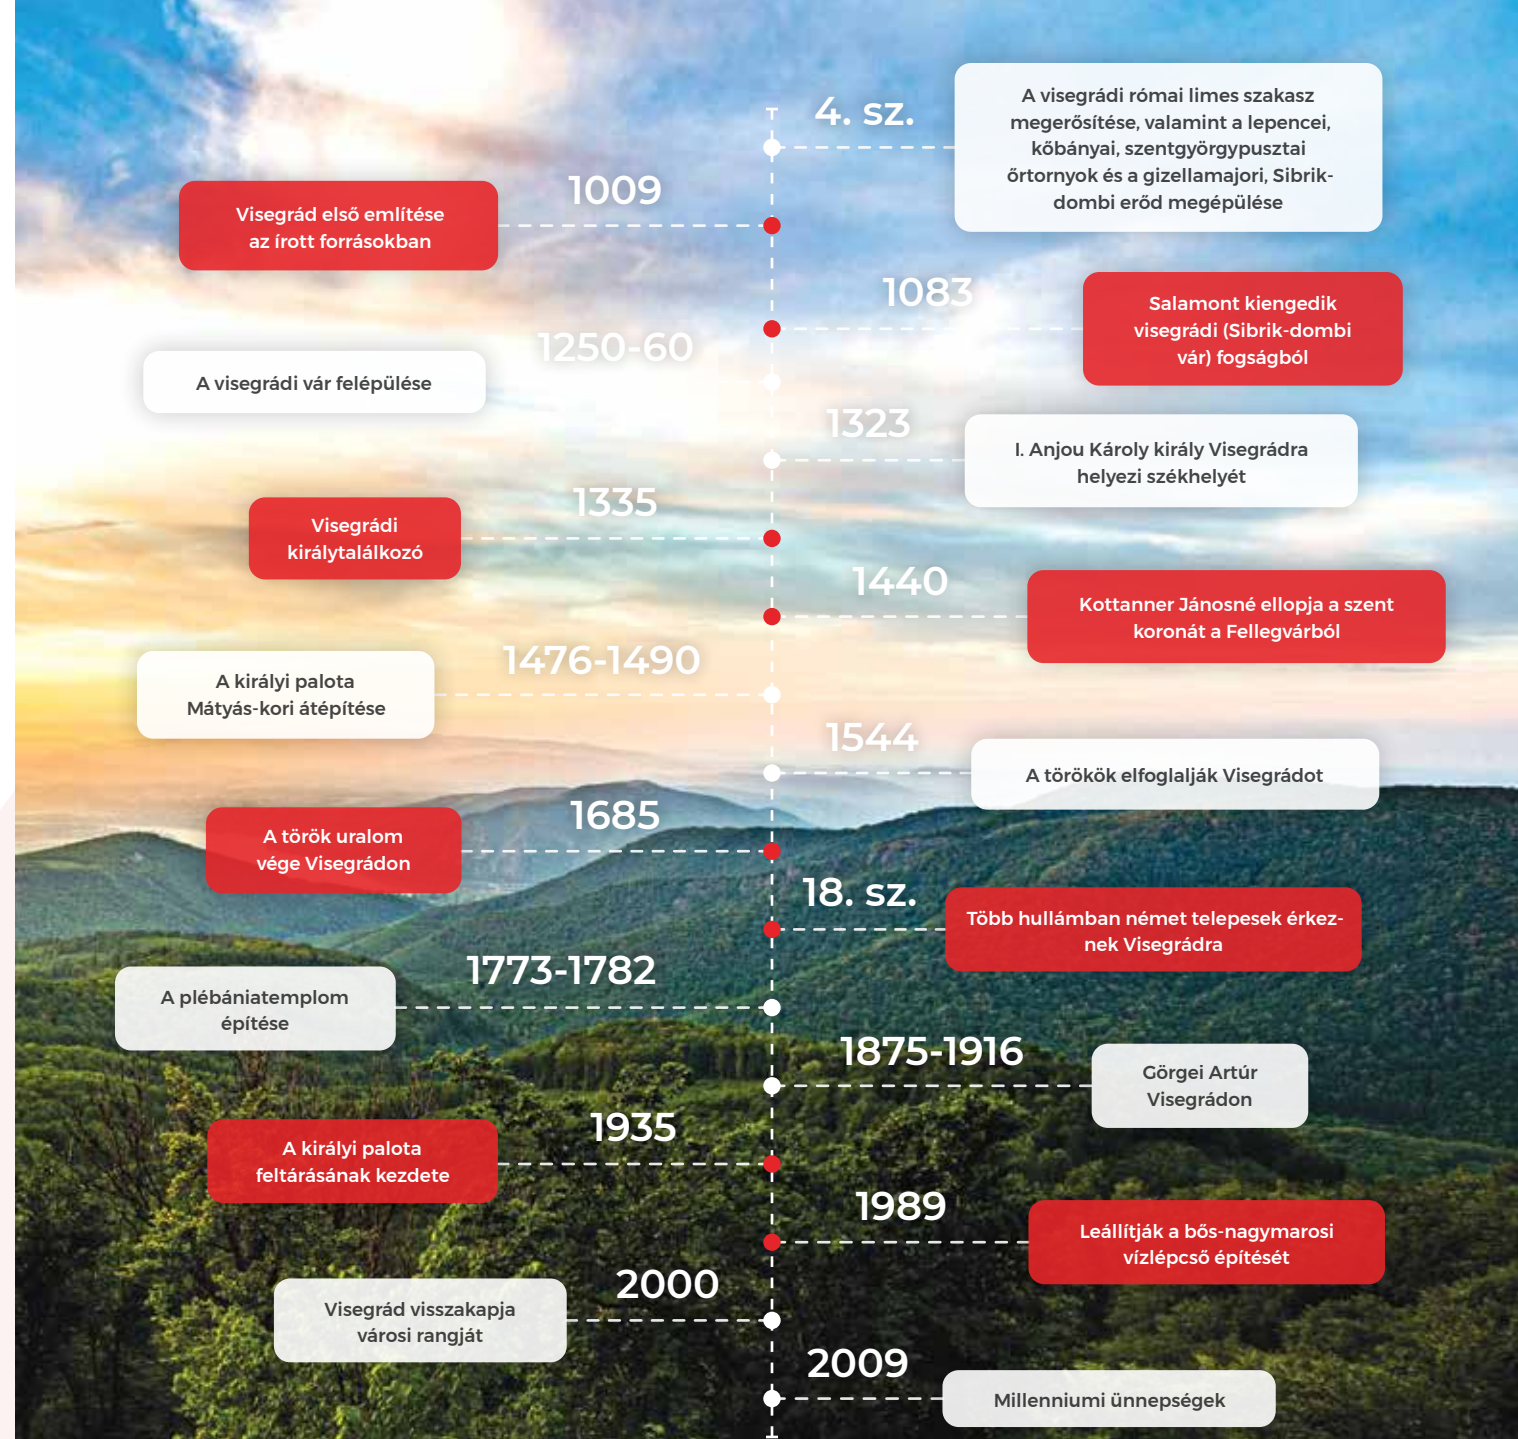 4. sz.
A visegrádi római limes szakasz
megerősítése, valamint a lepencei,
kőbányai, szentgyörgypusztai
őrtornyok és a gizellamajori, Sibrik-
dombi erőd megépülése
1009
Visegrád első említése
az írott forrásokban
1083
Salamont kiengedik
visegrádi (Sibrik-dombi
vár) fogságból
1250-60
A visegrádi vár felépülése
1323
I. Anjou Károly király Visegrádra
helyezi székhelyét
1335
Visegrádi
királytalálkozó
1440
Kottanner Jánosné ellopja a szent
koronát a Fellegvárból
1476-1490
A királyi palota
Mátyás-kori átépítése
1544
A törökök elfoglalják Visegrádot
1685
A török uralom
vége Visegrádon
18. sz.
Több hullámban német telepesek érkez-
nek Visegrádra
1773-1782
A plébániatemplom
építése
1875-1916
Görgei Artúr
Visegrádon
1935
A királyi palota
feltárásának kezdete
1989
Leállítják a bős-nagymarosi
vízlépcső építését
2000
Visegrád visszakapja
városi rangját
2009
Millenniumi ünnepségek